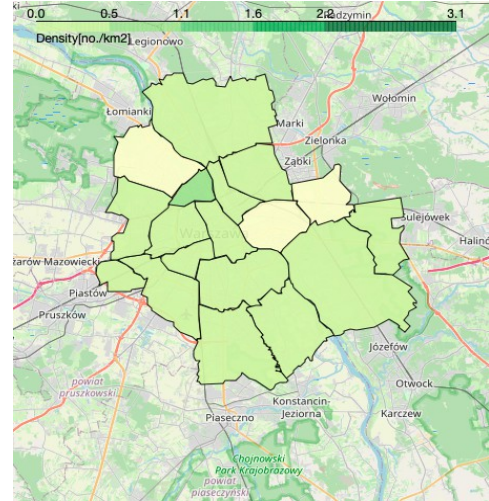 0.0 0.5 1.1 1.6 2.2 3.1
Radzymin
Density[no./km2]
Legionowo
Wołomin
Łomianki
Marki
Zielonka
Ząbki
Sulejówek
Warszawa
Halinó
żarów Mazowiecki
Piastów
Pruszków
Józefów
powiat
pruszkowski
Otwock
Konstancin-
Jeziorna
Karczew
Piaseczno
Chojnowski
Park Krajobrazowy
powiat
piaseczyński